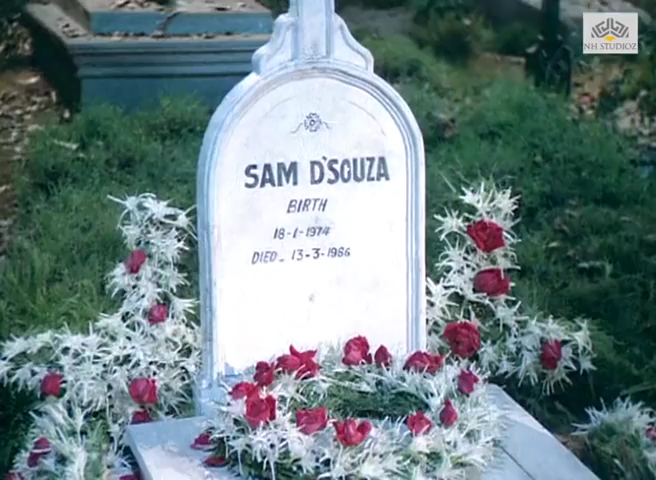 NH STUDIOZ
SAM D'SOUZA
BIRTH
18-1-1974
DIED - 13-3-1986